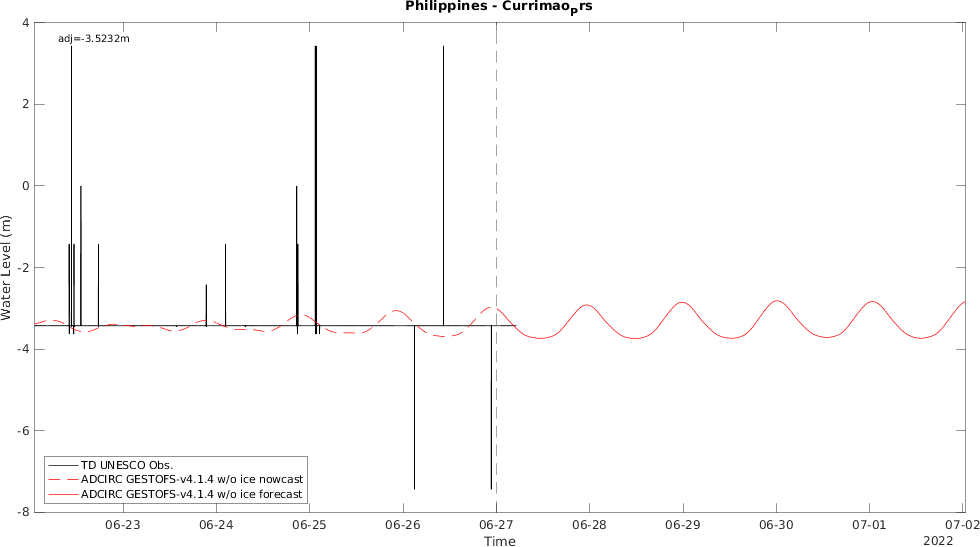 Philippines - Currimaoprs
adj=-3.5232m
4
2
0
-2
-4
-6
-8
Water Level (m)
TD UNESCO Obs.
ADCIRC GESTOFS-v4.1.4 w/o ice nowcast
ADCIRC GESTOFS-v4.1.4 w/o ice forecast
06-23 06-24 06-25 06-26 06-27 06-28 06-29 06-30 07-01 07-02
Time
2022